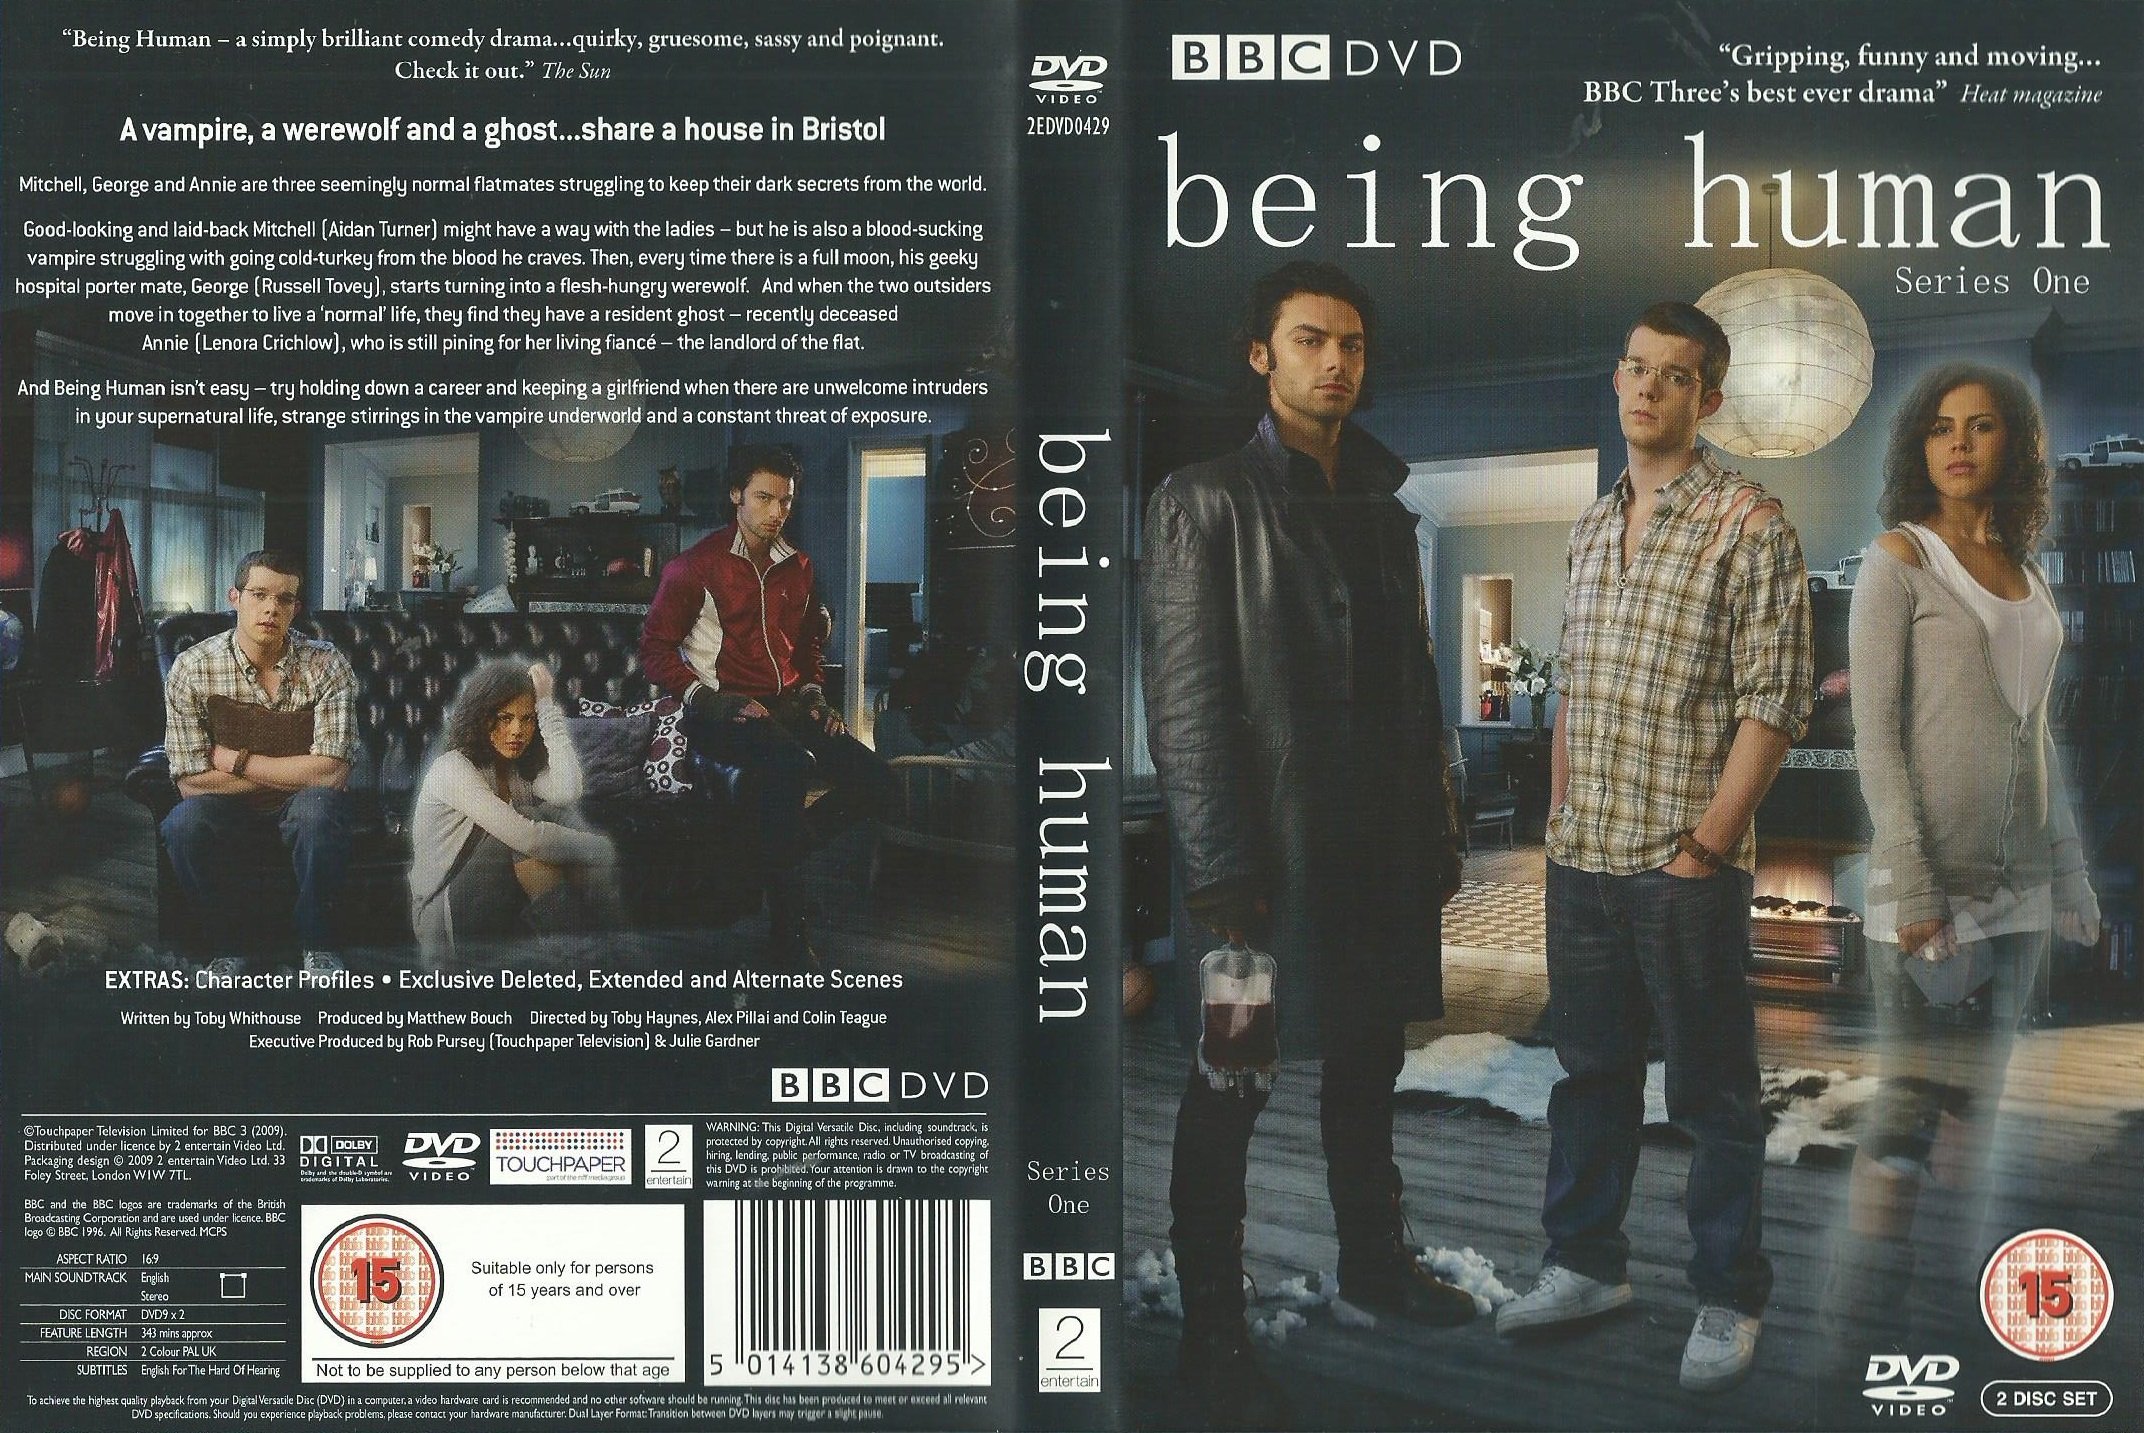 “Being Human – a simply brilliant comedy drama...quirky, gruesome, sassy and poignant.
Check it out.” The Sun
A vampire, a werewolf and a ghost...share a house in Bristol
Mitchell, George and Annie are three seemingly normal flatmates struggling to keep their dark secrets from the world.
Good-looking and laid-back Mitchell (Aidan Turner) might have a way with the ladies – but he is also a blood-sucking
vampire struggling with going cold-turkey from the blood he craves. Then, every time there is a full moon, his geeky
hospital porter mate, George (Russell Tovey), starts turning into a flesh-hungry werewolf. And when the two outsiders
move in together to live a ‘normal’ life, they find they have a resident ghost – recently deceased
Annie (Lenora Crichlow), who is still pining for her living fiancé – the landlord of the flat.
And Being Human isn’t easy – try holding down a career and keeping a girlfriend when there are unwelcome intruders
in your supernatural life, strange stirrings in the vampire underworld and a constant threat of exposure.
EXTRAS: Character Profiles • Exclusive Deleted, Extended and Alternate Scenes
Written by Toby Whithouse Produced by Matthew Bouch Directed by Toby Haynes, Alex Pillai and Colin Teague
Executive Produced by Rob Pursey (Touchpaper Television) & Julie Gardner
BBC DVD
©Touchpaper Television Limited for BBC 3 (2009).
Distributed under licence by 2 entertain Video Ltd.
Packaging design © 2009 2 entertain Video Ltd. 33
Foley Street, London W1W 7TL.
BBC and the BBC logos are trademarks of the British
Broadcasting Corporation and are used under licence. BBC
logo © BBC 1996. All Rights Reserved. MCPS
ASPECT RATIO 16:9
MAIN SOUNDTRACK English
Stereo
DISC FORMAT DVD9 x 2
FEATURE LENGTH 343 mins approx
REGION 2 Colour PAL UK
SUBTITLES English For The Hard Of Hearing
DOLBY
DIGITAL
Dolby and the double-D symbol are
trademarks of Dolby Laboratories.
DVD
VIDEO
TOUCHPAPER
part of the rdf media group
2
entertain
WARNING: This Digital Versatile Disc, including soundtrack, is
protected by copyright. All rights reserved. Unauthorised copying,
hiring, lending, public performance, radio or TV broadcasting of
this DVD is prohibited. Your attention is drawn to the copyright
warning at the beginning of the programme.
15
Suitable only for persons
of 15 years and over
Not to be supplied to any person below that age
5 014138 604295 >
To achieve the highest quality playback from your Digital Versatile Disc (DVD) in a computer, a video hardware card is recommended and no other software should be running. This disc has been produced to meet or exceed all relevant
DVD specifications. Should you experience playback problems, please contact your hardware manufacturer. Dual Layer Format: Transition between DVD layers may trigger a slight pause.
DVD
VIDEO
2EDVD0429
being human
Series
One
BBC
2
entertain
BBC DVD
“Gripping, funny and moving...
BBC Three’s best ever drama” Heat magazine
being human
Series One
15
DVD
VIDEO
2 DISC SET